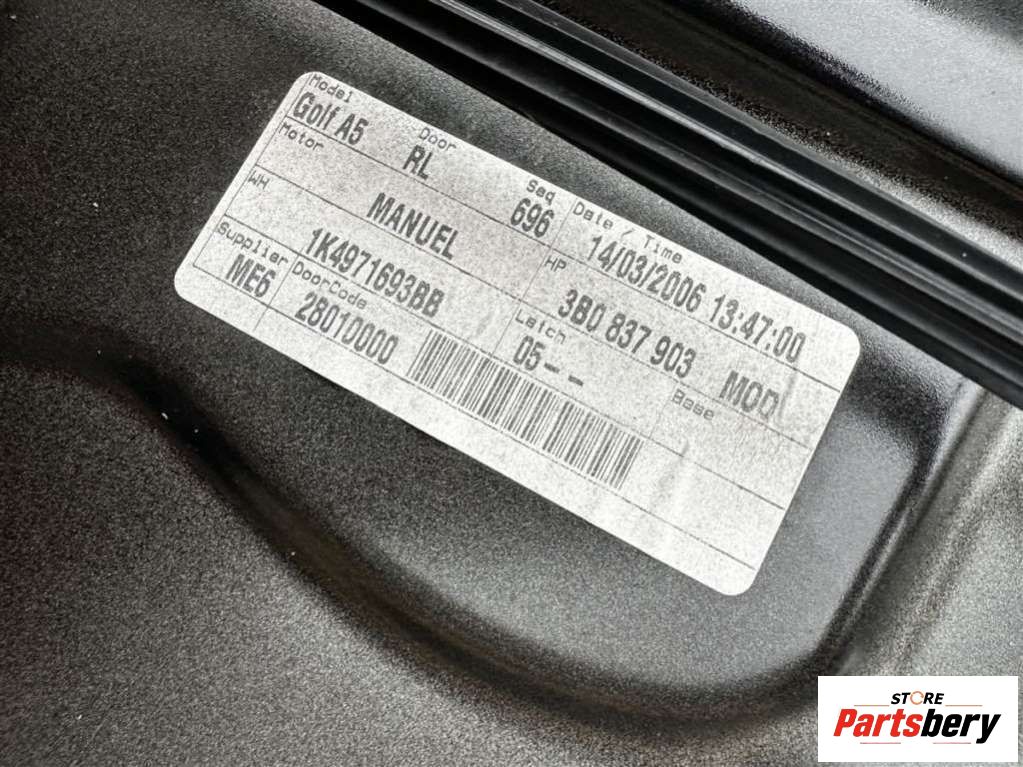 Model Door Seq Date / Time
Golf A5 RL 696 14/03/2006 13:47:00
Motor HP
MANUEL 3B0 837 903 MOD
WH Latch Base
1K4971693BB 05--
Supplier DoorCode
ME6 2B010000
STORE
Partsbery